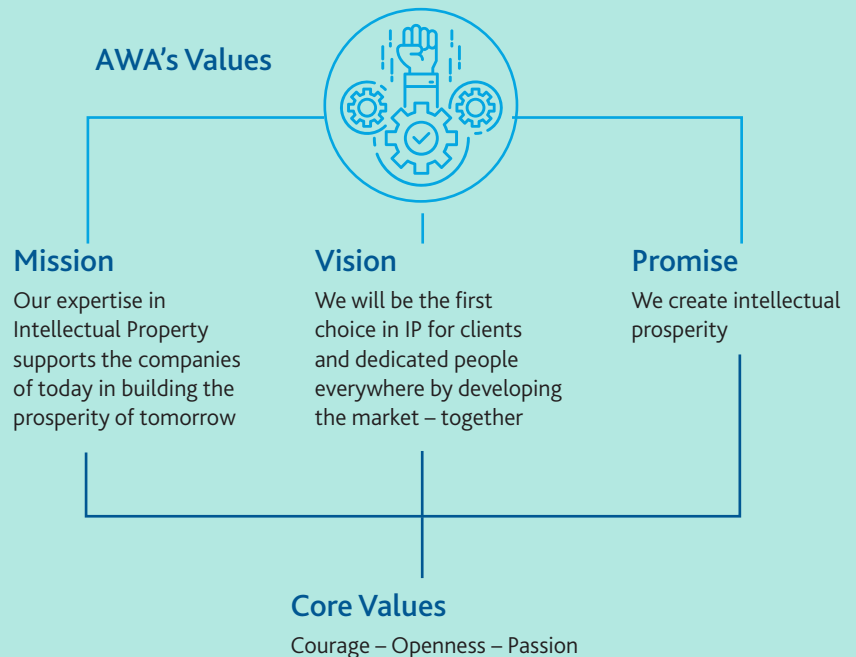 AWA’s Values
Mission
Our expertise in
Intellectual Property
supports the companies
of today in building the
prosperity of tomorrow
Vision
We will be the first
choice in IP for clients
and dedicated people
everywhere by developing
the market – together
Promise
We create intellectual
prosperity
Core Values
Courage – Openness – Passion